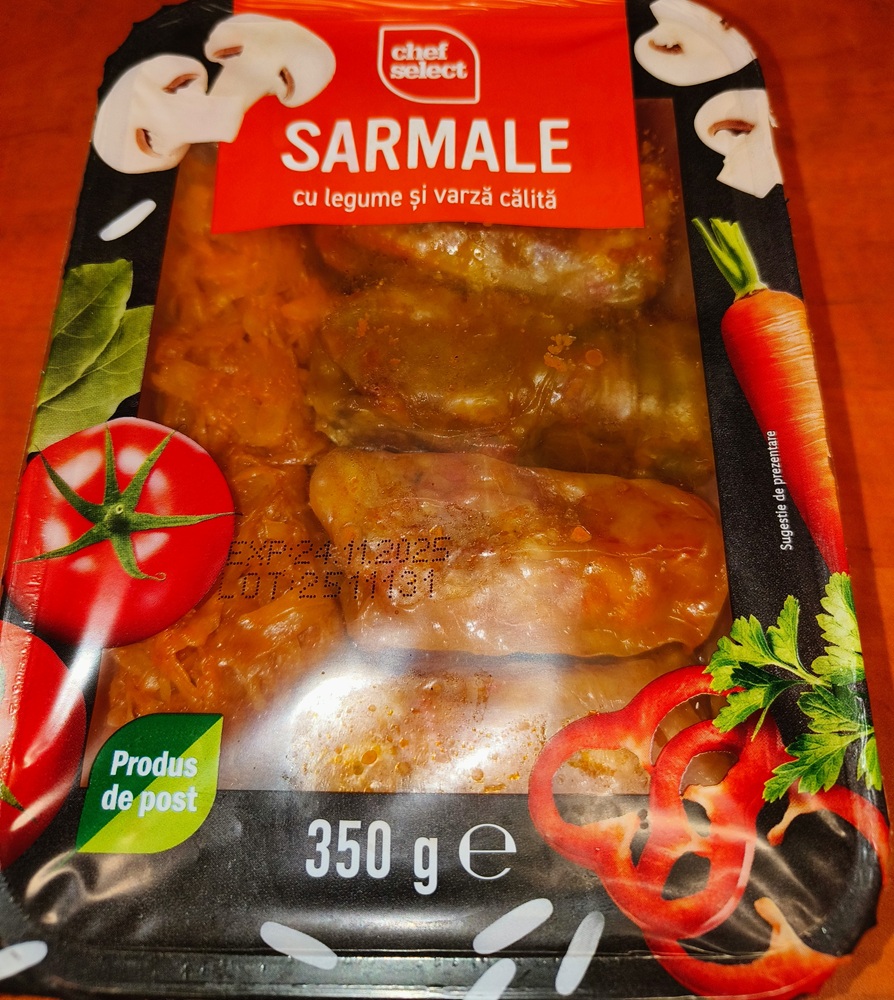 chef
select
SARMALE
cu legume și varză călită
Sugestie de prezentare
EXP:24-11.2025
LOT:2511131
Produs
de post
350 g ℮